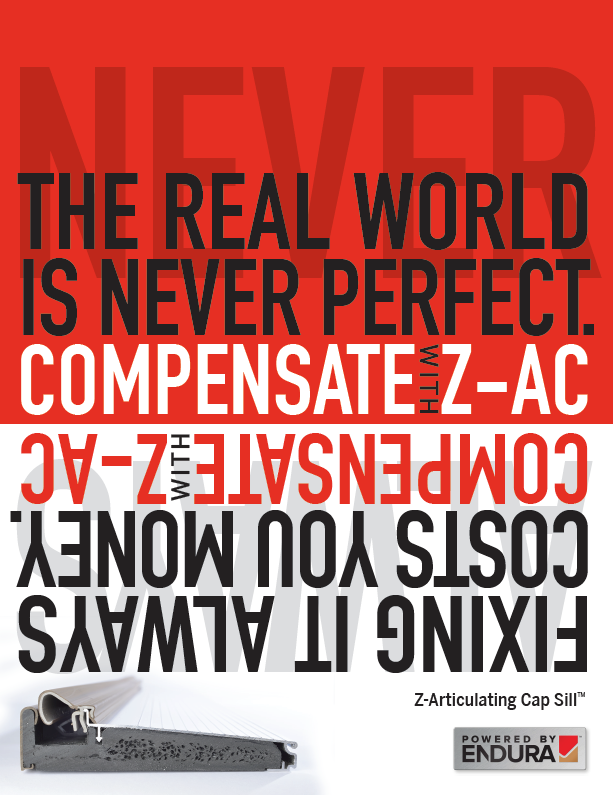 NEVER
THE REAL WORLD
IS NEVER PERFECT.
COMPENSATE WITH Z-AC
FIXING IT ALWAYS
COSTS YOU MONEY.
COMPENSATE WITH Z-AC
ALWAYS
Z-Articulating Cap Sill™
POWERED BY
ENDURA™